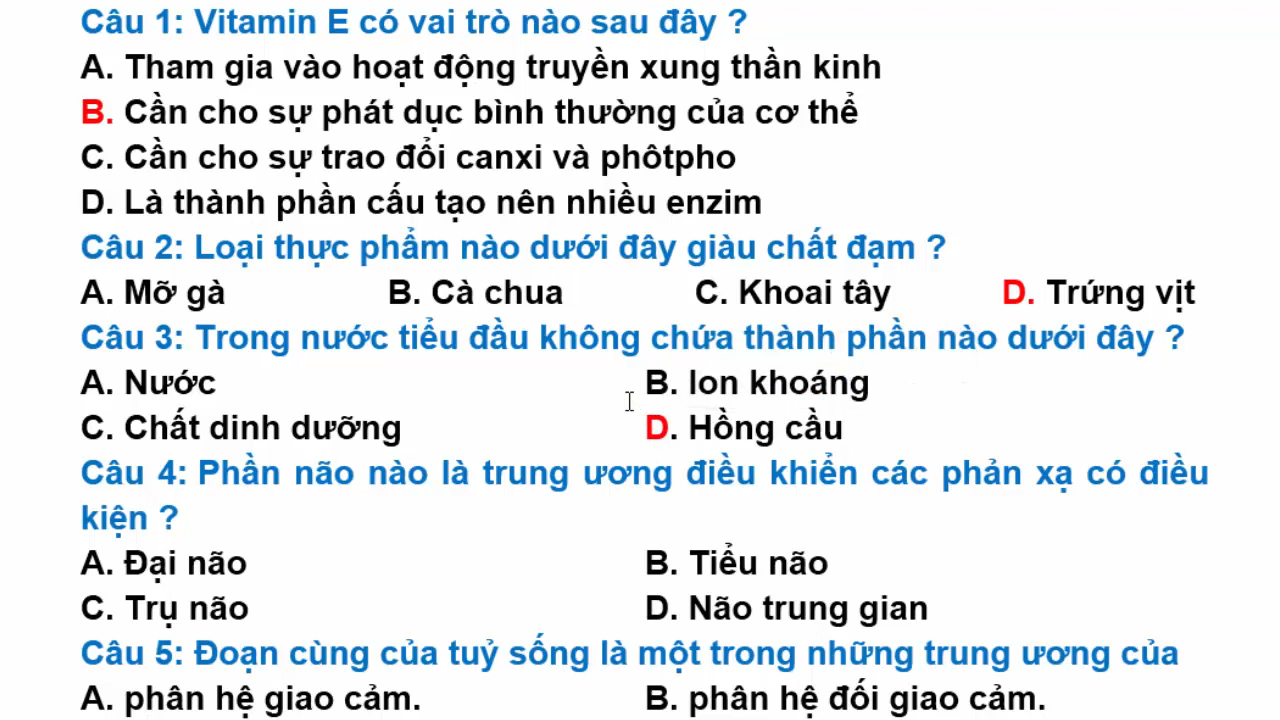 Câu 1: Vitamin E có vai trò nào sau đây ?
A. Tham gia vào hoạt động truyền xung thần kinh
B. Cần cho sự phát dục bình thường của cơ thể
C. Cần cho sự trao đổi canxi và phôtpho
D. Là thành phần cấu tạo nên nhiều enzim
Câu 2: Loại thực phẩm nào dưới đây giàu chất đạm ?
A. Mỡ gà B. Cà chua C. Khoai tây D. Trứng vịt
Câu 3: Trong nước tiểu đầu không chứa thành phần nào dưới đây ?
A. Nước B. Ion khoáng
C. Chất dinh dưỡng D. Hồng cầu
Câu 4: Phần não nào là trung ương điều khiển các phản xạ có điều
kiện ?
A. Đại não B. Tiểu não
C. Trụ não D. Não trung gian
Câu 5: Đoạn cùng của tuỷ sống là một trong những trung ương của
A. phân hệ giao cảm. B. phân hệ đối giao cảm.